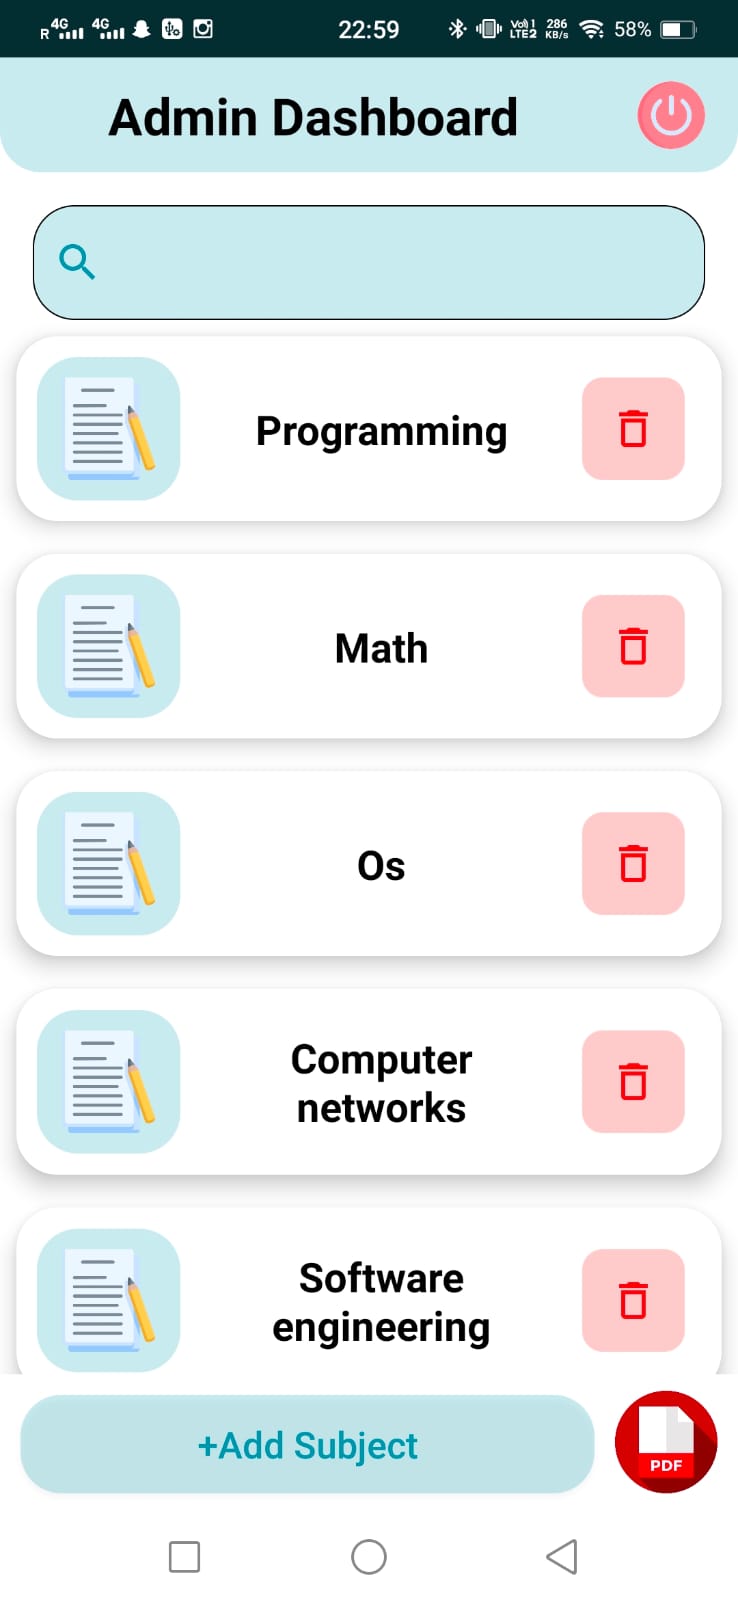 R 4G 4G 22:59 Vo) 1 LTE2 286 KB/s 58%
Admin Dashboard
Programming
Math
Os
Computer
networks
Software
engineering
+Add Subject
PDF